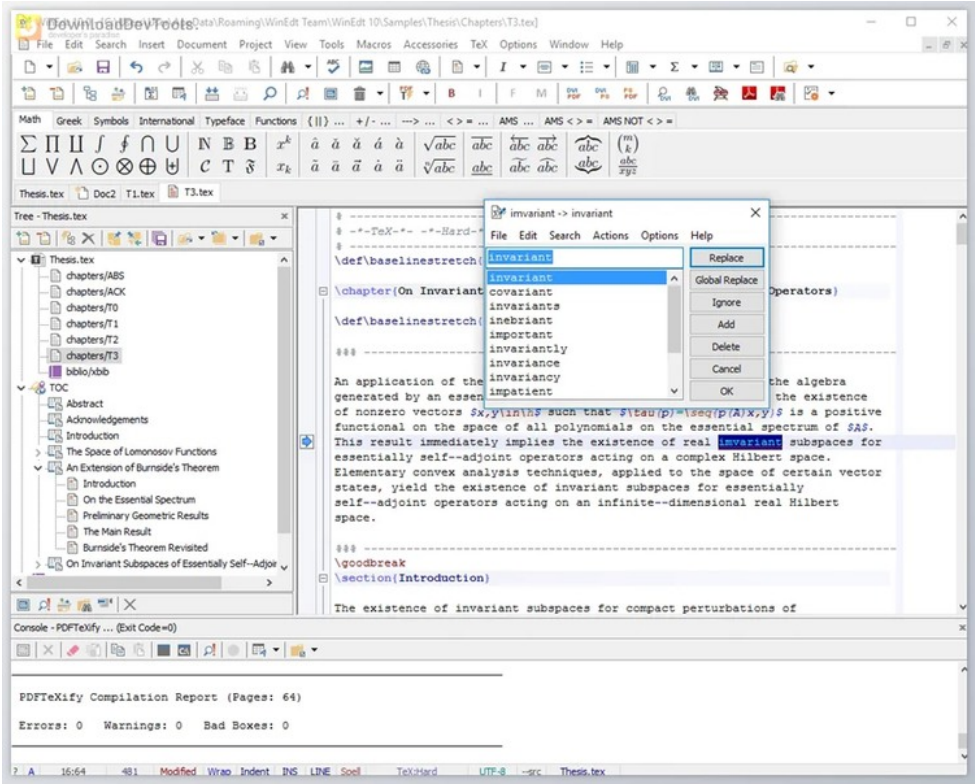 DownloadDevTools.
developer's paradise
Data\Roaming\WinEdt Team\WinEdt 10\Samples\Thesis\Chapters\T3.tex]
File Edit Search Insert Document Project View Tools Macros Accessories TeX Options Window Help
Math Greek Symbols International Typeface Functions {||} ... +/-... --> ... <>=... AMS ... AMS <> = AMS NOT <> =
Thesis.tex Doc2 T1.tex T3.tex
Tree - Thesis.tex
Thesis.tex
chapters/ABS
chapters/ACK
chapters/T0
chapters/T1
chapters/T2
chapters/T3
biblio/xbib
TOC
Abstract
Acknowledgements
Introduction
The Space of Lomonosov Functions
An Extension of Burnside's Theorem
Introduction
On the Essential Spectrum
Preliminary Geometric Results
The Main Result
Burnside's Theorem Revisited
On Invariant Subspaces of Essentially Self--Adjoir
% -*-TeX-*- -*-Hard-*
\def\baselinestretch{
\chapter{On Invariant Operators}
\def\baselinestretch{
%%%
An application of the the algebra
generated by an essen the existence
of nonzero vectors $x,y\in\h$ such that $\tau(p)=\seq{p(A)x,y}$ is a positive
functional on the space of all polynomials on the essential spectrum of $A$.
This result immediately implies the existence of real imvariant subspaces for
essentially self--adjoint operators acting on a complex Hilbert space.
Elementary convex analysis techniques, applied to the space of certain vector
states, yield the existence of invariant subspaces for essentially
self--adjoint operators acting on an infinite--dimensional real Hilbert
space.
%%%
\goodbreak
\section{Introduction}
The existence of invariant subspaces for compact perturbations of
imvariant -> invariant
File Edit Search Actions Options Help
invariant
invariant
covariant
invariants
inebriant
important
invariantly
invariance
invariancy
impatient
Replace
Global Replace
Ignore
Add
Delete
Cancel
OK
Console - PDFTeXify ... (Exit Code=0)
PDFTeXify Compilation Report (Pages: 64)
Errors: 0 Warnings: 0 Bad Boxes: 0
? A 16:64 481 Modified Wrap Indent INS LINE Spell TeX:Hard UTF-8 --src Thesis.tex